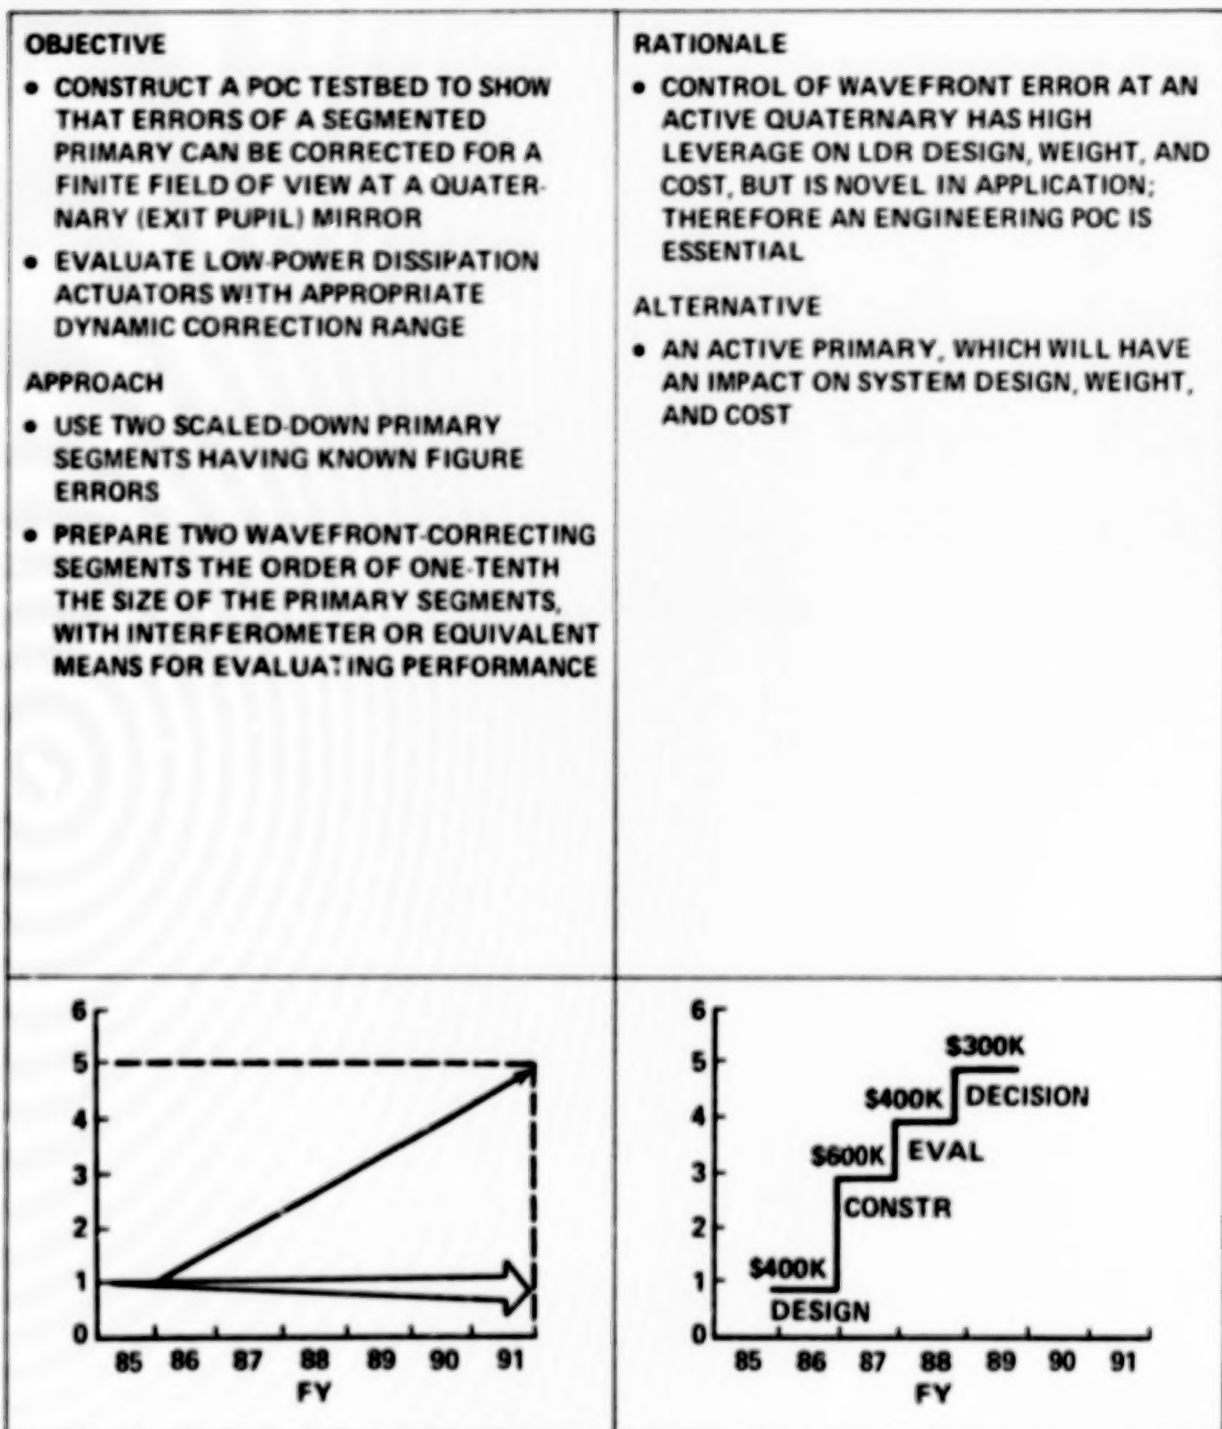 OBJECTIVE
• CONSTRUCT A POC TESTBED TO SHOW
THAT ERRORS OF A SEGMENTED
PRIMARY CAN BE CORRECTED FOR A
FINITE FIELD OF VIEW AT A QUATER-
NARY (EXIT PUPIL) MIRROR
• EVALUATE LOW-POWER DISSIPATION
ACTUATORS WITH APPROPRIATE
DYNAMIC CORRECTION RANGE
APPROACH
• USE TWO SCALED-DOWN PRIMARY
SEGMENTS HAVING KNOWN FIGURE
ERRORS
• PREPARE TWO WAVEFRONT-CORRECTING
SEGMENTS THE ORDER OF ONE-TENTH
THE SIZE OF THE PRIMARY SEGMENTS,
WITH INTERFEROMETER OR EQUIVALENT
MEANS FOR EVALUATING PERFORMANCE
RATIONALE
• CONTROL OF WAVEFRONT ERROR AT AN
ACTIVE QUATERNARY HAS HIGH
LEVERAGE ON LDR DESIGN, WEIGHT, AND
COST, BUT IS NOVEL IN APPLICATION;
THEREFORE AN ENGINEERING POC IS
ESSENTIAL
ALTERNATIVE
• AN ACTIVE PRIMARY, WHICH WILL HAVE
AN IMPACT ON SYSTEM DESIGN, WEIGHT,
AND COST
6
5
4
3
2
1
0
85 86 87 88 89 90 91
FY
6
5
4
3
2
1
0
$300K
DECISION
$400K
EVAL
$600K
CONSTR
$400K
DESIGN
85 86 87 88 89 90 91
FY